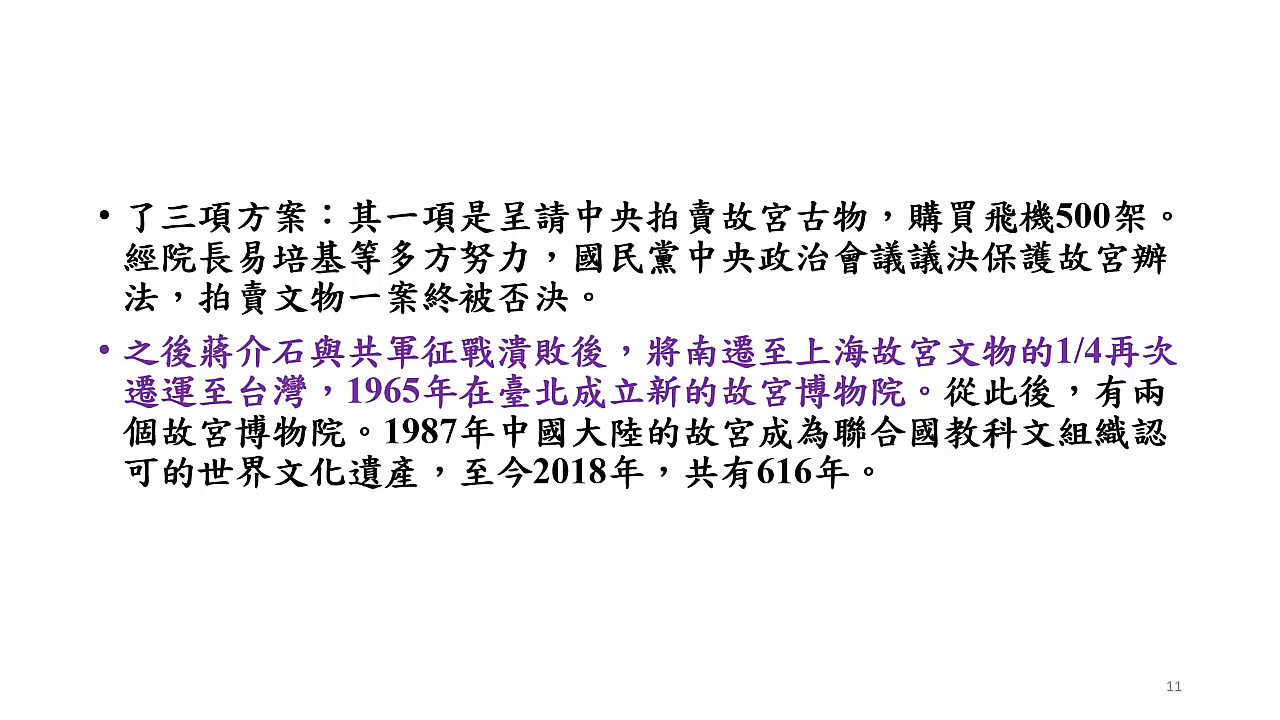 • 了三項方案：其一項是呈請中央拍賣故宮古物，購買飛機500架。
經院長易培基等多方努力，國民黨中央政治會議議決保護故宮辦
法，拍賣文物一案終被否決。
• 之後蔣介石與共軍征戰潰敗後，將南遷至上海故宮文物的1/4再次
遷運至台灣，1965年在臺北成立新的故宮博物院。從此後，有兩
個故宮博物院。1987年中國大陸的故宮成為聯合國教科文組織認
可的世界文化遺產，至今2018年，共有616年。
11